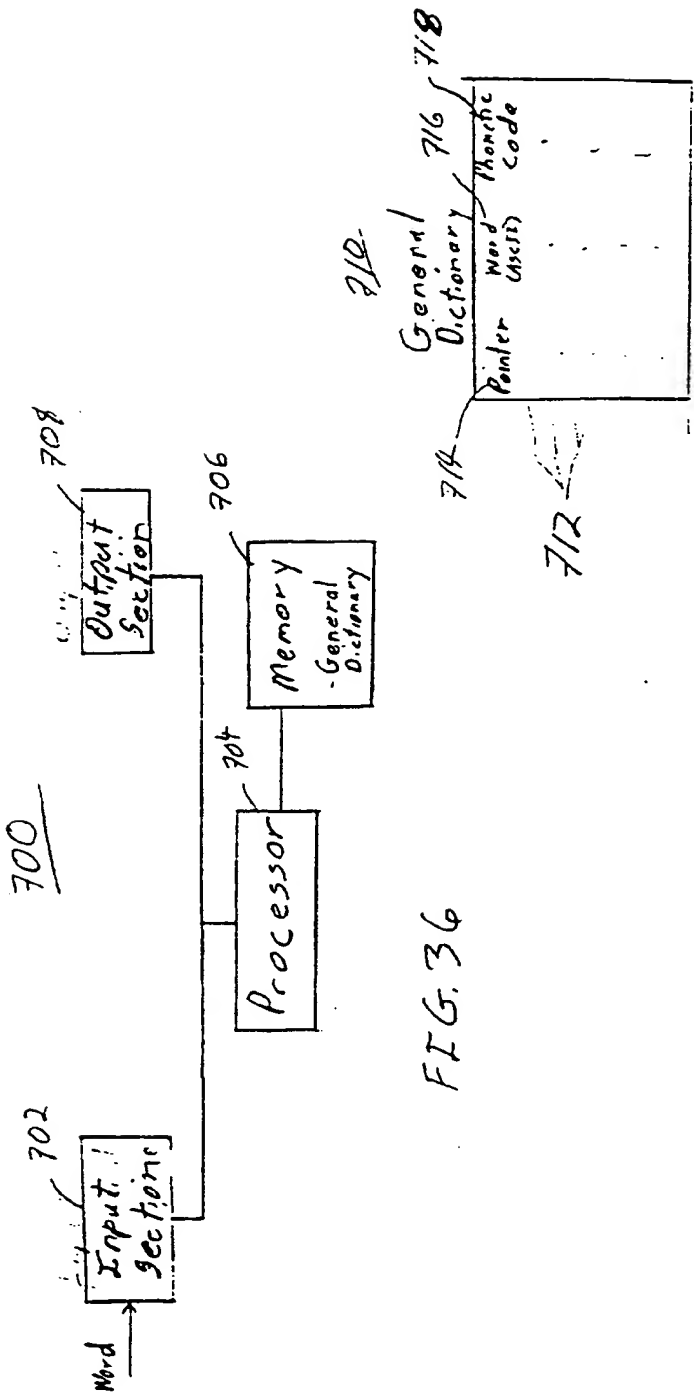 700
702
Word
Input
Sections
704
Processor
706
Memory
- General
Dictionary
708
Output
Section
FIG. 36
710
General
Dictionary
712
714
716
718
Pointer
Word
(ASCII)
Phonetic
Code